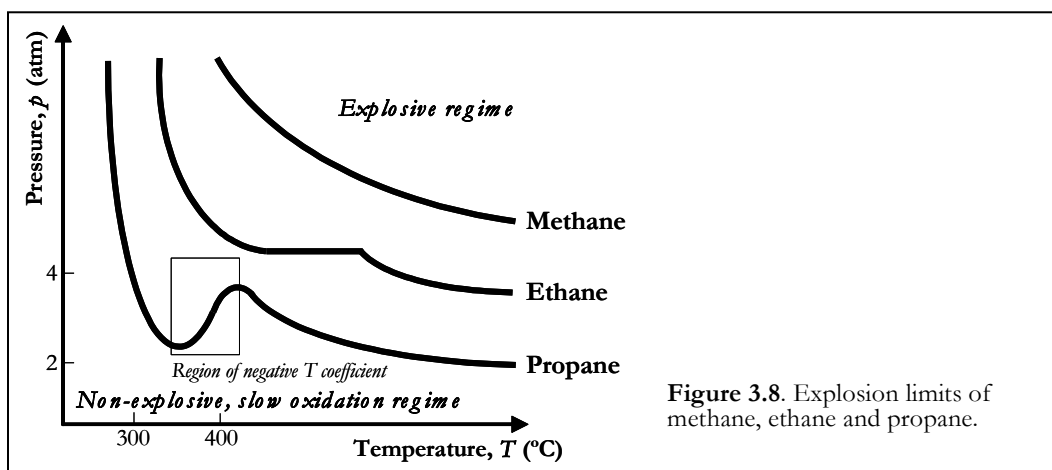 Pressure, p (atm)
Explosive regime
Methane
4
Ethane
2
Propane
Region of negative T coefficient
Non-explosive, slow oxidation regime
300
400
Temperature, T (ºC)
Figure 3.8. Explosion limits of
methane, ethane and propane.